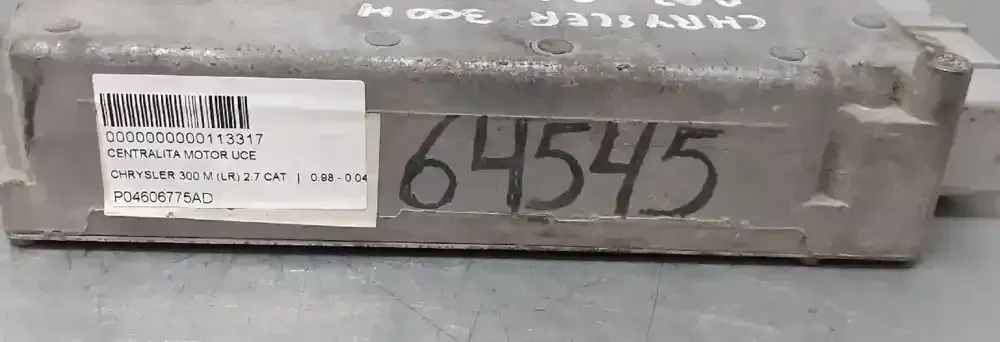 CHRYSLER 300 M
0000000000113317
CENTRALITA MOTOR UCE
CHRYSLER 300 M (LR) 2.7 CAT | 0.98 - 0.04
P04606775AD
64545